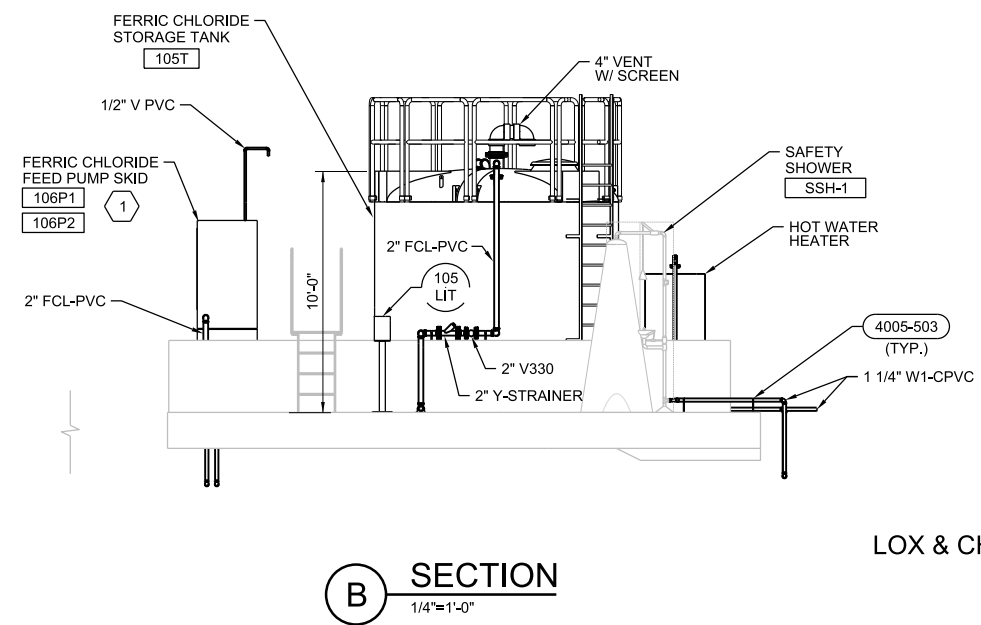 FERRIC CHLORIDE
STORAGE TANK
105T
4" VENT
W/ SCREEN
1/2" V PVC
FERRIC CHLORIDE
FEED PUMP SKID
106P1
106P2
1
SAFETY
SHOWER
SSH-1
HOT WATER
HEATER
2" FCL-PVC
105
LIT
10'-0"
2" FCL-PVC
4005-503
(TYP.)
2" V330
2" Y-STRAINER
1 1/4" W1-CPVC
LOX & CH
B
SECTION
1/4"=1'-0"